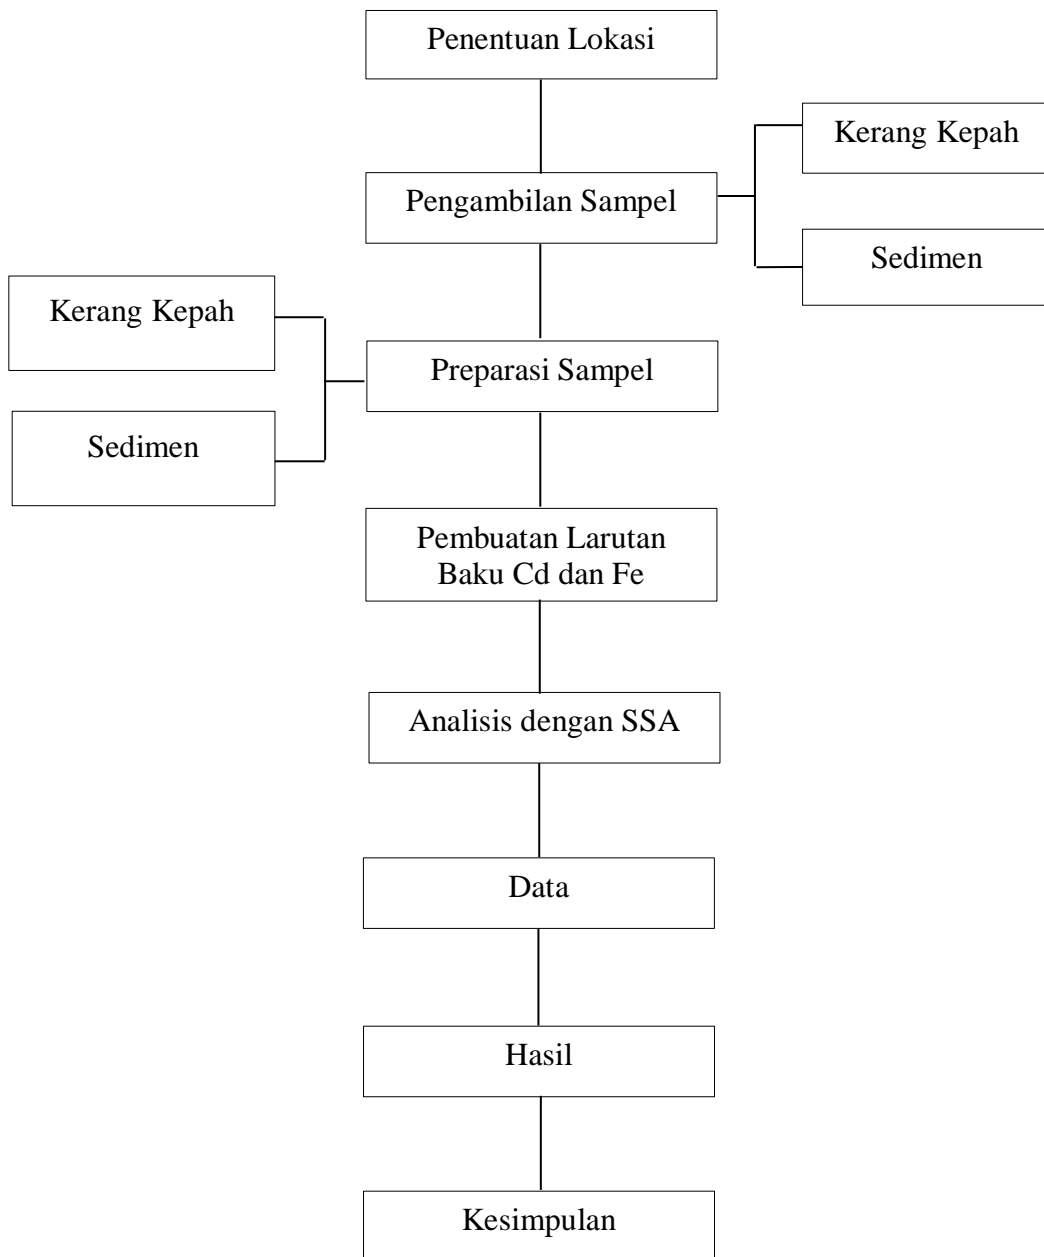 Penentuan Lokasi
Kerang Kepah
Pengambilan Sampel
Sedimen
Kerang Kepah
Preparasi Sampel
Sedimen
Pembuatan Larutan
Baku Cd dan Fe
Analisis dengan SSA
Data
Hasil
Kesimpulan